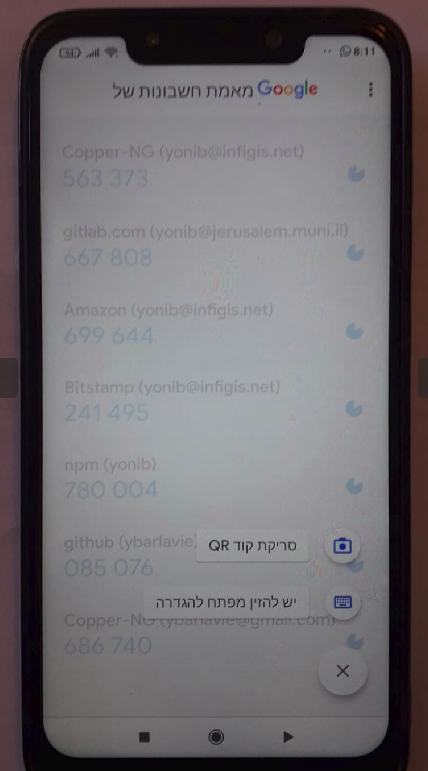 54
8:11
מאמת חשבונות של Google
Copper-NG (yonib@infigis.net)
563 373
gitlab.com (yonib@jerusalem.muni.il)
667 808
Amazon (yonib@infigis.net)
699 644
Bitstamp (yonib@infigis.net)
241 495
npm (yonib)
780 004
github (ybarlavie)
סריקת קוד QR
085 076
יש להזין מפתח להגדרה
Copper-NG (ybarlavie@gmail.com)
686 740